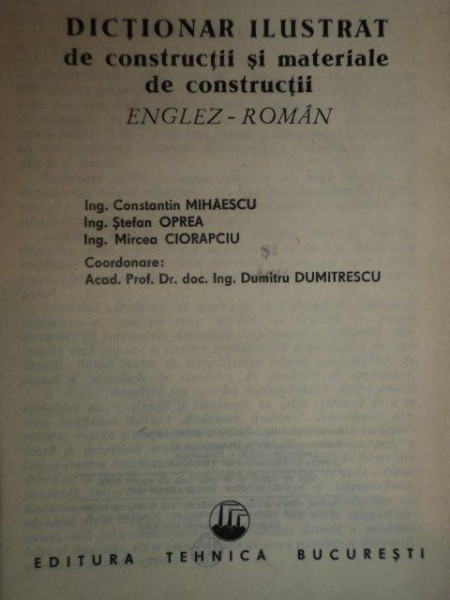 DICȚIONAR ILUSTRAT
de construcții și materiale
de construcții
ENGLEZ - ROMÂN
Ing. Constantin MIHĂESCU
Ing. Ștefan OPREA
Ing. Mircea CIORAPCIU
Coordonare:
Acad. Prof. Dr. doc. Ing. Dumitru DUMITRESCU
EDITURA TEHNICA BUCUREȘTI